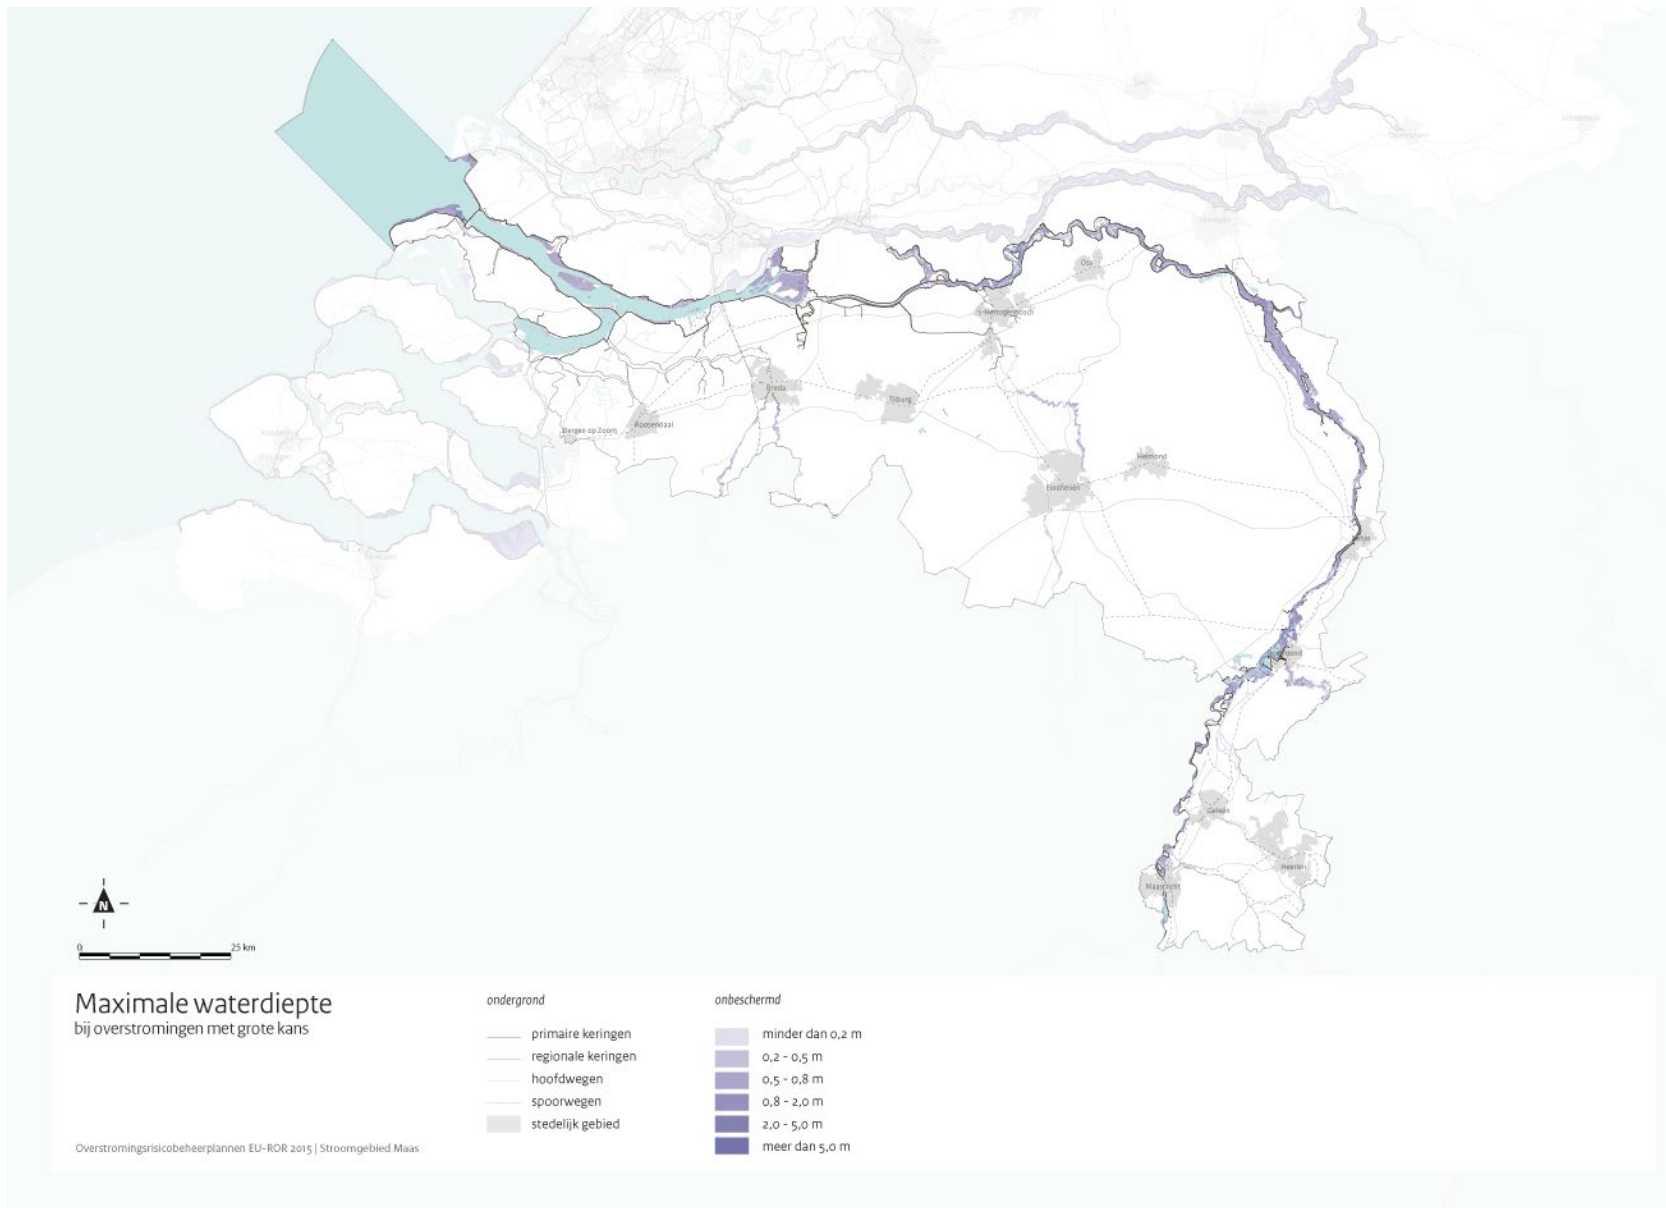 Oss
's-Hertogenbosch
Breda
Tilburg
Roosendaal
Bergen op Zoom
Helmond
Eindhoven
Geleen
Heerlen
Maastricht
N
0 25 km
Maximale waterdiepte
bij overstromingen met grote kans
Overstromingsrisicobeheerplannen EU-ROR 2015 | Stroomgebied Maas
ondergrond
primaire keringen
regionale keringen
hoofdwegen
spoorwegen
stedelijk gebied
onbeschermd
minder dan 0,2 m
0,2 - 0,5 m
0,5 - 0,8 m
0,8 - 2,0 m
2,0 - 5,0 m
meer dan 5,0 m